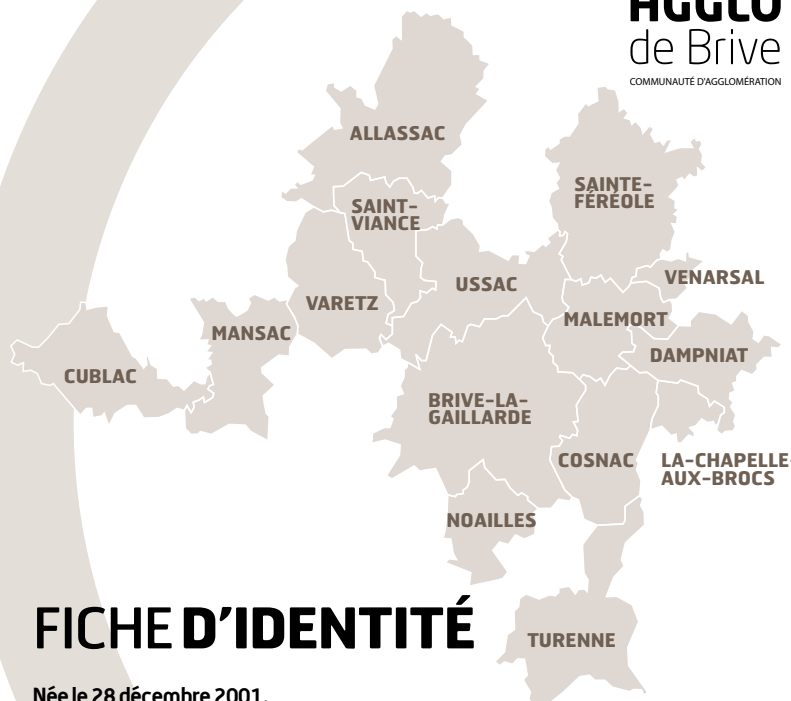 AGGLO
de Brive
COMMUNAUTÉ D'AGGLOMÉRATION
ALLASSAC
SAINTE-
FÉRÉOLE
SAINT-
VIANCE
VENARSAL
USSAC
VARETZ
MALEMORT
MANSAC
DAMPNIAT
CUBLAC
BRIVE-LA-
GAILLARDE
COSNAC
LA-CHAPELLE-
AUX-BROCS
NOAILLES
FICHE D'IDENTITÉ
TURENNE
Née le 28 décembre 2001,